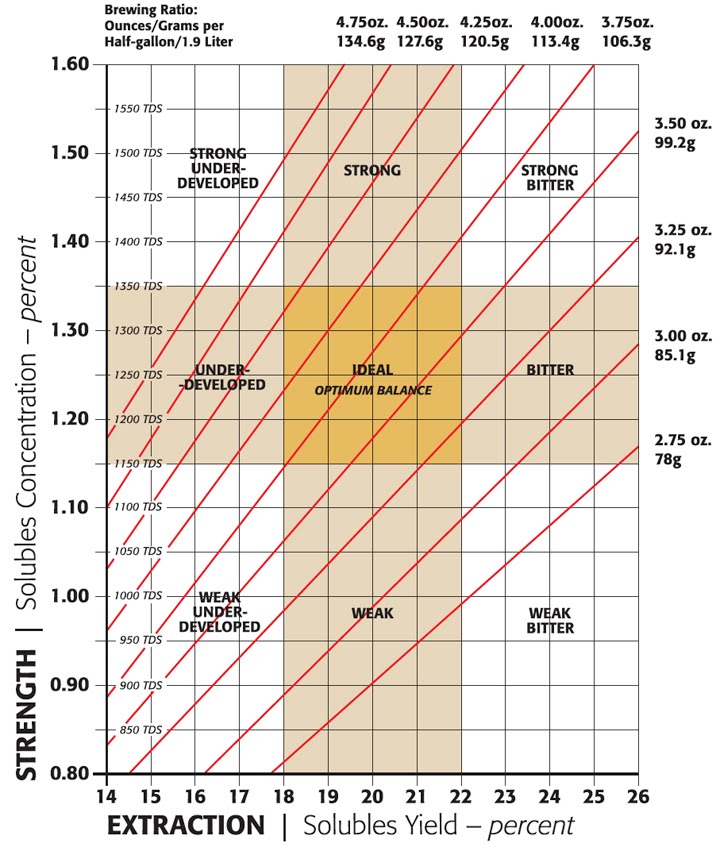 Brewing Ratio:
Ounces/Grams per
Half-gallon/1.9 Liter
4.75oz. 4.50oz. 4.25oz. 4.00oz. 3.75oz.
134.6g 127.6g 120.5g 113.4g 106.3g
1.60
1550 TDS
3.50 oz.
99.2g
1.50
1500 TDS
STRONG
UNDER-
DEVELOPED
STRONG
STRONG
BITTER
1450 TDS
3.25 oz.
92.1g
1.40
1400 TDS
1350 TDS
1.30
1300 TDS
3.00 oz.
85.1g
1250 TDS
UNDER-
-DEVELOPED
IDEAL
OPTIMUM BALANCE
BITTER
1.20
1200 TDS
2.75 oz.
78g
1150 TDS
1.10
1100 TDS
1050 TDS
1.00
1000 TDS
WEAK
UNDER-
DEVELOPED
WEAK
WEAK
BITTER
950 TDS
0.90
900 TDS
850 TDS
0.80
STRENGTH | Solubles Concentration – percent
14 15 16 17 18 19 20 21 22 23 24 25 26
EXTRACTION | Solubles Yield – percent